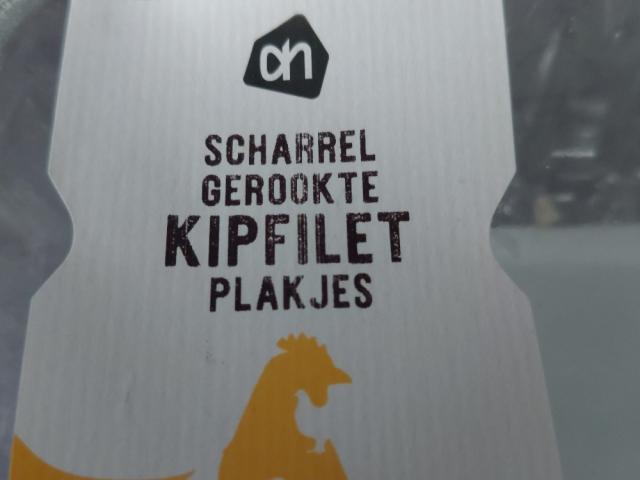 ah
SCHARREL
GEROOKTE
KIPFILET
PLAKJES